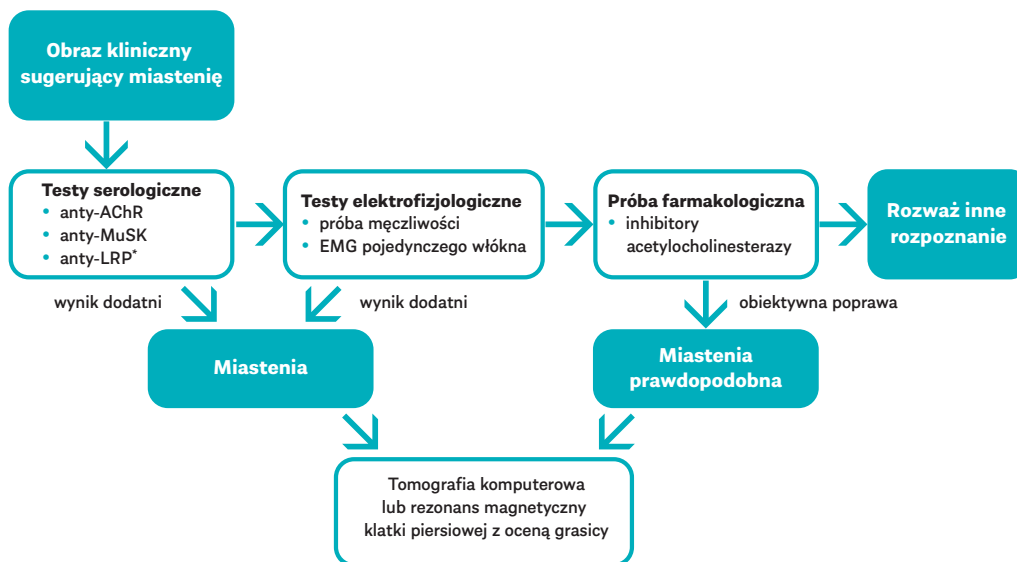 Obraz kliniczny
sugerujący miastenię
Testy serologiczne
• anty-AChR
• anty-MuSK
• anty-LRP*
Testy elektrofizjologiczne
• próba męczliwości
• EMG pojedynczego włókna
Próba farmakologiczna
• inhibitory
acetylocholinesterazy
Rozważ inne
rozpoznanie
wynik dodatni
wynik dodatni
obiektywna poprawa
Miastenia
Miastenia
prawdopodobna
Tomografia komputerowa
lub rezonans magnetyczny
klatki piersiowej z oceną grasicy